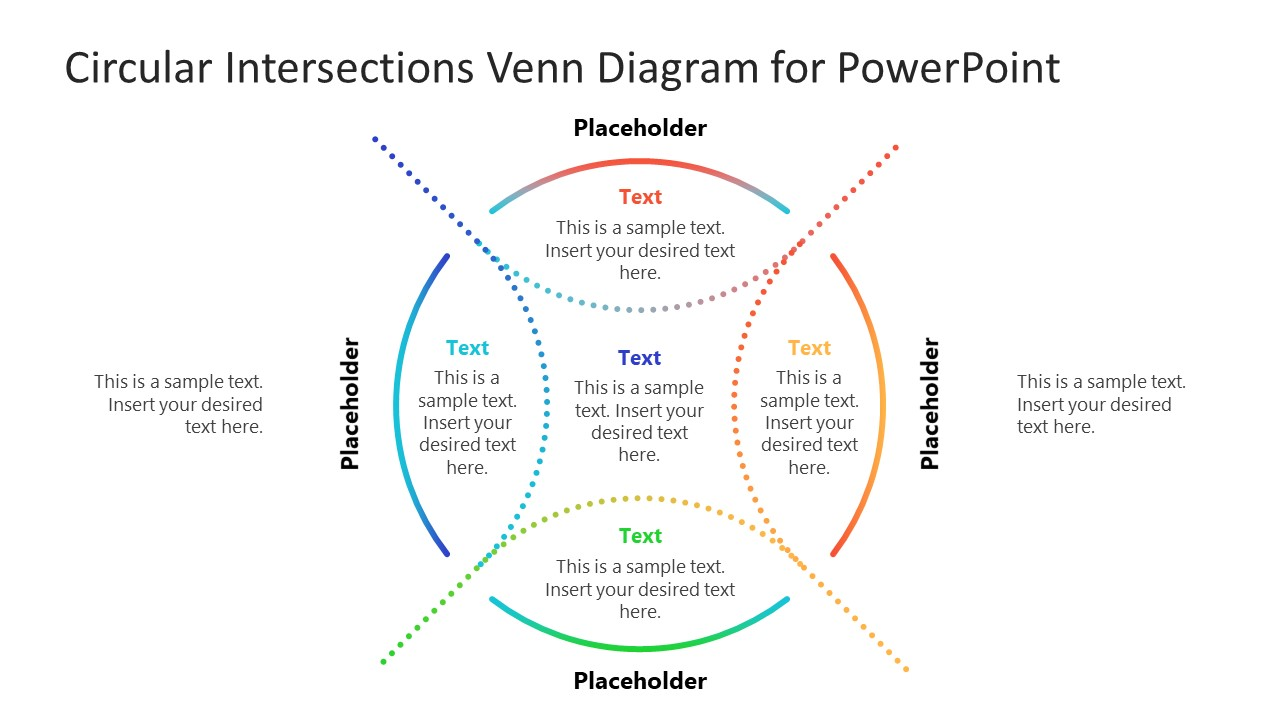 Circular Intersections Venn Diagram for PowerPoint
Placeholder
Text
This is a sample text.
Insert your desired text
here.
This is a sample text.
Insert your desired
text here.
Placeholder
Text
This is a
sample text.
Insert your
desired text
here.
Text
This is a sample
text. Insert your
desired text
here.
Text
This is a
sample text.
Insert your
desired text
here.
Placeholder
This is a sample text.
Insert your desired
text here.
Text
This is a sample text.
Insert your desired text
here.
Placeholder